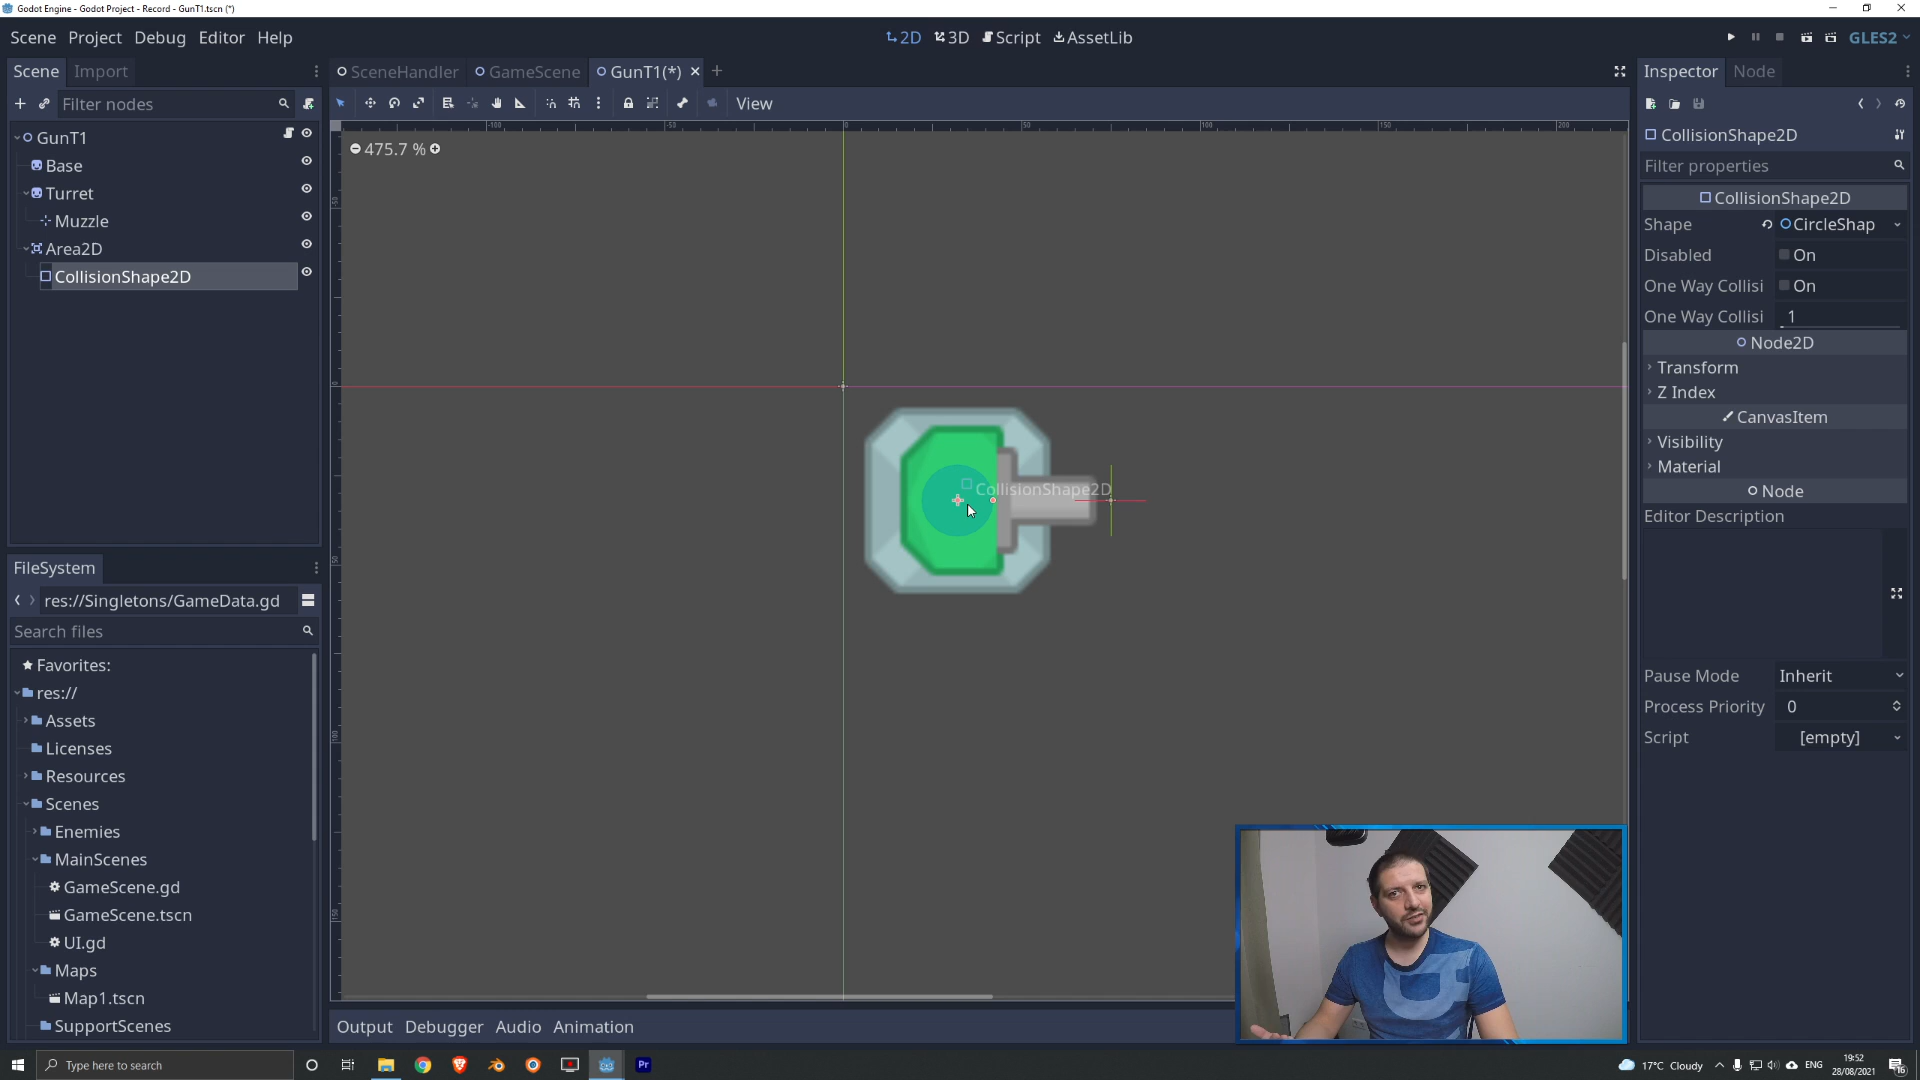 Godot Engine - Godot Project - Record - GunT1.tscn (*)
Scene Project Debug Editor Help
2D 3D Script AssetLib
GLES2
Scene Import
SceneHandler GameScene GunT1(*)
Inspector Node
Filter nodes
View
GunT1
Base
Turret
Muzzle
Area2D
CollisionShape2D
475.7 %
CollisionShape2D
CollisionShape2D
Filter properties
CollisionShape2D
Shape CircleShap
Disabled On
One Way Collisi On
One Way Collisi 1
Node2D
Transform
Z Index
CanvasItem
Visibility
Material
Node
Editor Description
Pause Mode Inherit
Process Priority 0
Script [empty]
FileSystem
res://Singletons/GameData.gd
Search files
Favorites:
res://
Assets
Licenses
Resources
Scenes
Enemies
MainScenes
GameScene.gd
GameScene.tscn
UI.gd
Maps
Map1.tscn
SupportScenes
Output Debugger Audio Animation
Type here to search
Pr
17°C Cloudy
ENG
19:52
28/08/2021